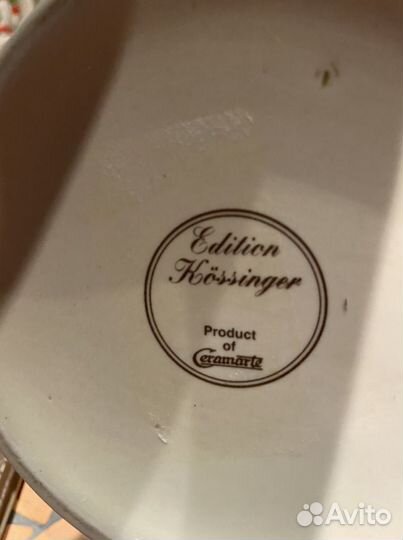 Edition
Kössinger
Product
of
Ceramarte
Avito